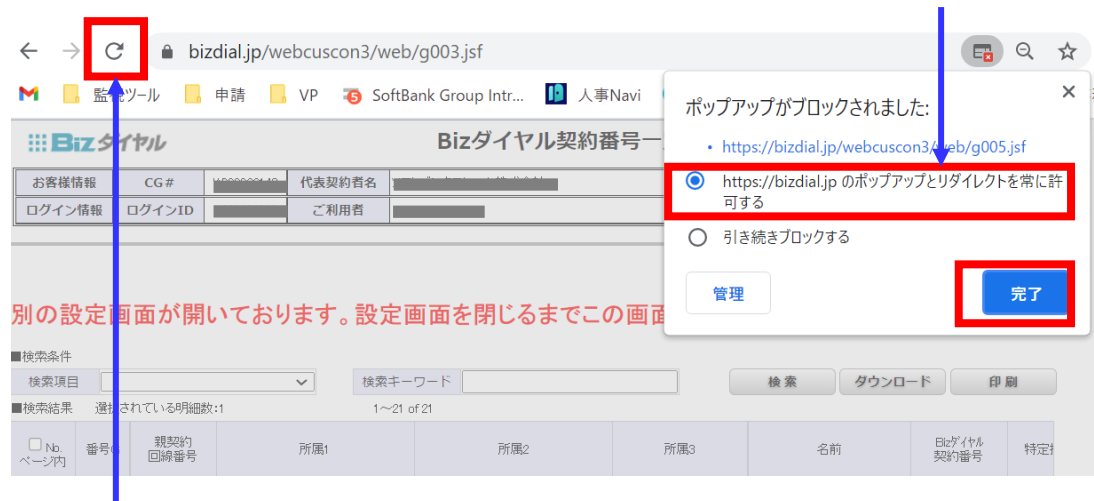 bizdial.jp/webcuscon3/web/g003.jsf
監視ツール 申請 VP SoftBank Group Intr... 人事Navi
Bizダイヤル
Bizダイヤル契約番号一
お客様情報 CG# 代表契約者名
ログイン情報 ログインID ご利用者
ポップアップがブロックされました:
• https://bizdial.jp/webcuscon3/web/g005.jsf
https://bizdial.jp のポップアップとリダイレクトを常に許
可する
引き続きブロックする
管理 完了
別の設定画面が開いております。設定画面を閉じるまでこの画面
■検索条件
検索項目 検索キーワード 検索 ダウンロード 印刷
■検索結果 選択されている明細数:1 1～21 of 21
No.
ページ内
親契約
回線番号
所属1 所属2 所属3 名前
Bizダイヤル
契約番号